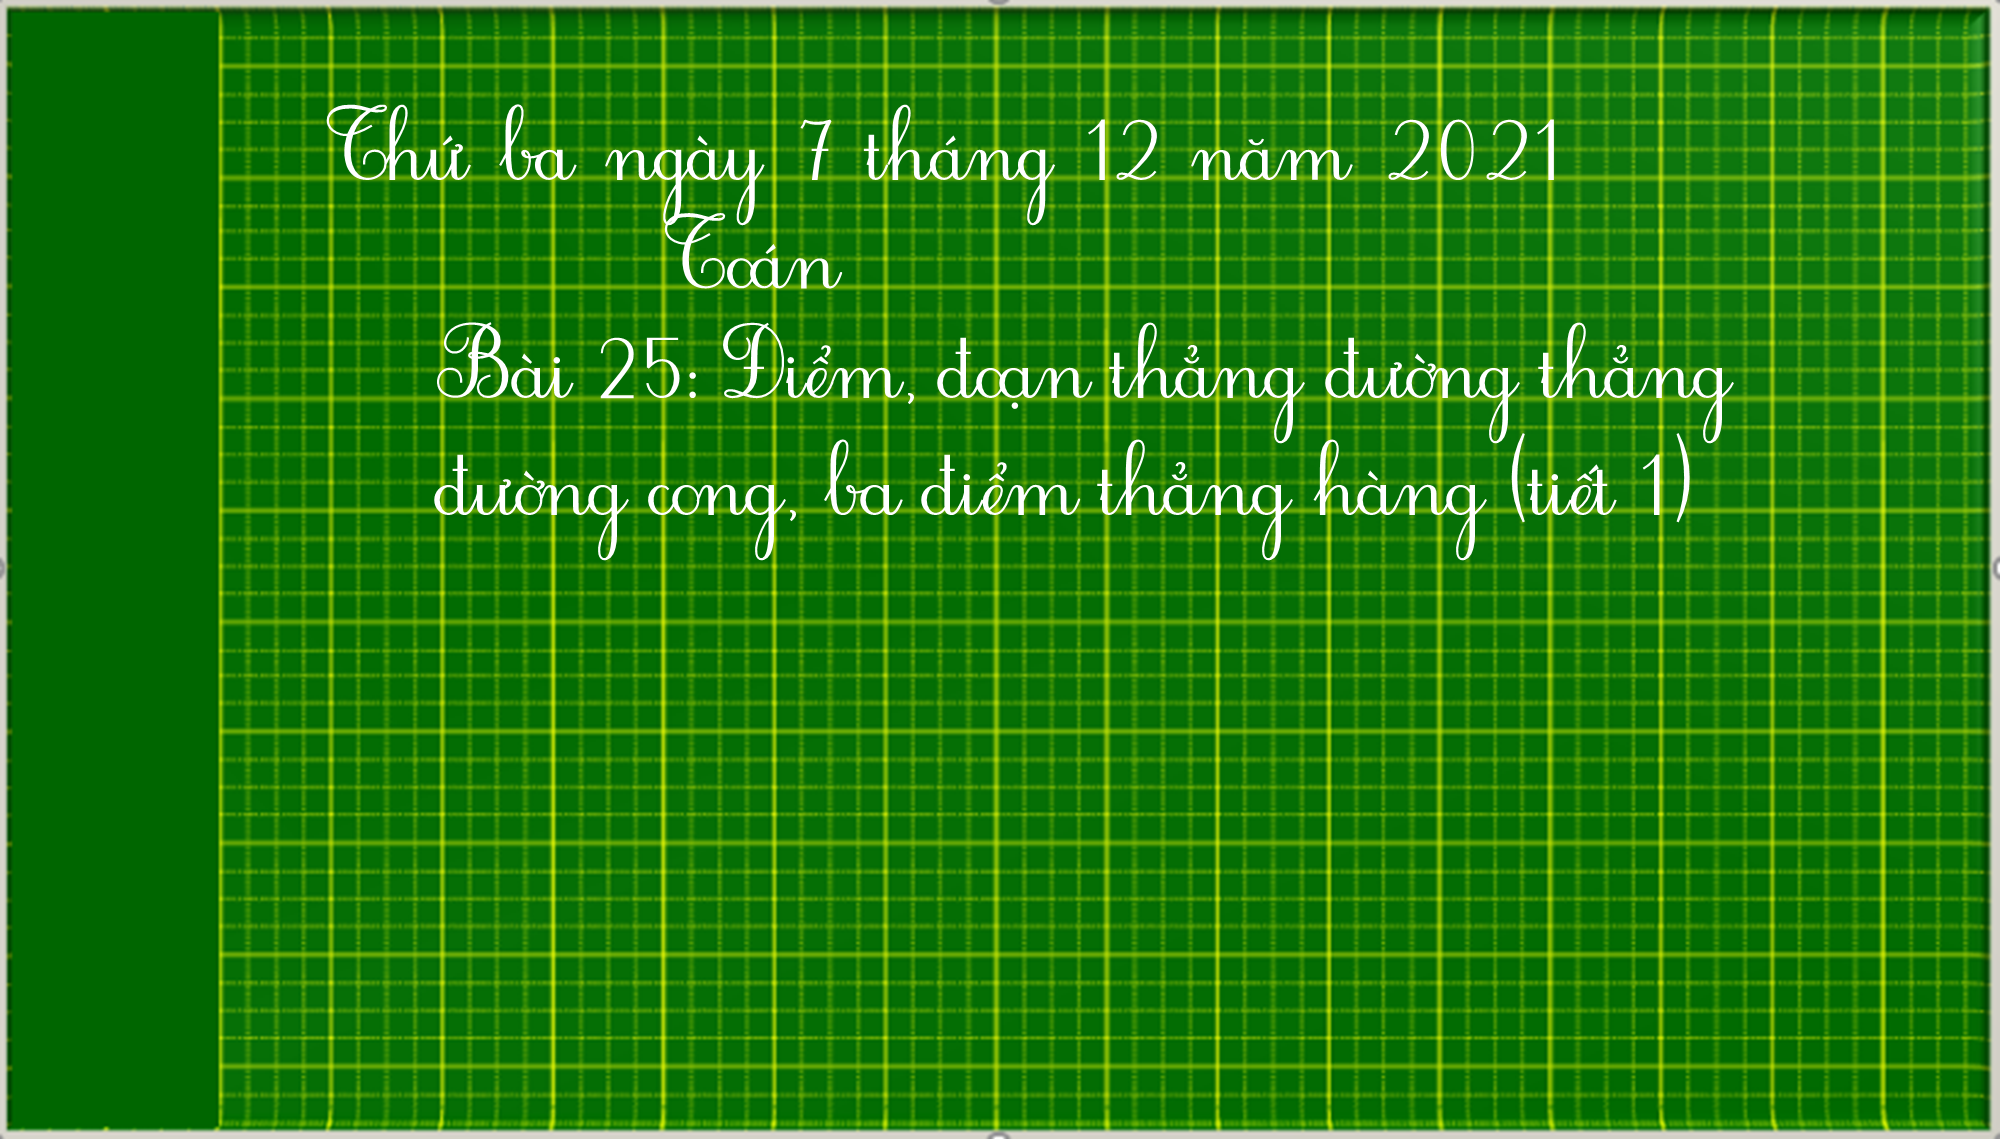 Thứ ba ngày 7 tháng 12 năm 2021
Toán
Bài 25: Điểm, đoạn thẳng đường thẳng
đường cong, ba điểm thẳng hàng (tiết 1)